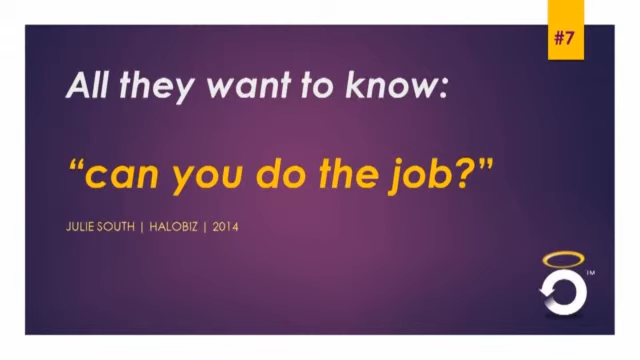 #7
All they want to know:
“can you do the job?”
JULIE SOUTH | HALOBIZ | 2014
TM